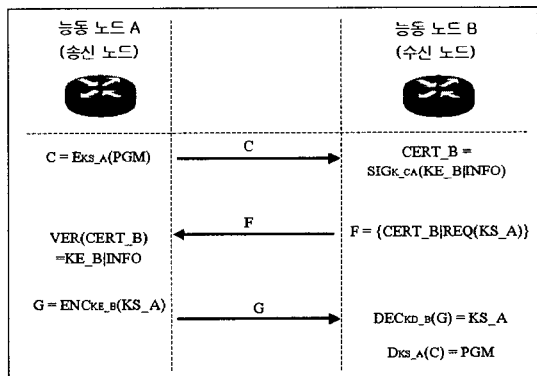 능동 노드 A
(송신 노드)
능동 노드 B
(수신 노드)
C = EKS_A(PGM)
C
CERT_B =
SIGK_CA(KE_B|INFO)
VER(CERT_B)
=KE_B|INFO
F
F = {CERT_B|REQ(KS_A)}
G = ENCKE_B(KS_A)
G
DECKD_B(G) = KS_A
DKS_A(C) = PGM